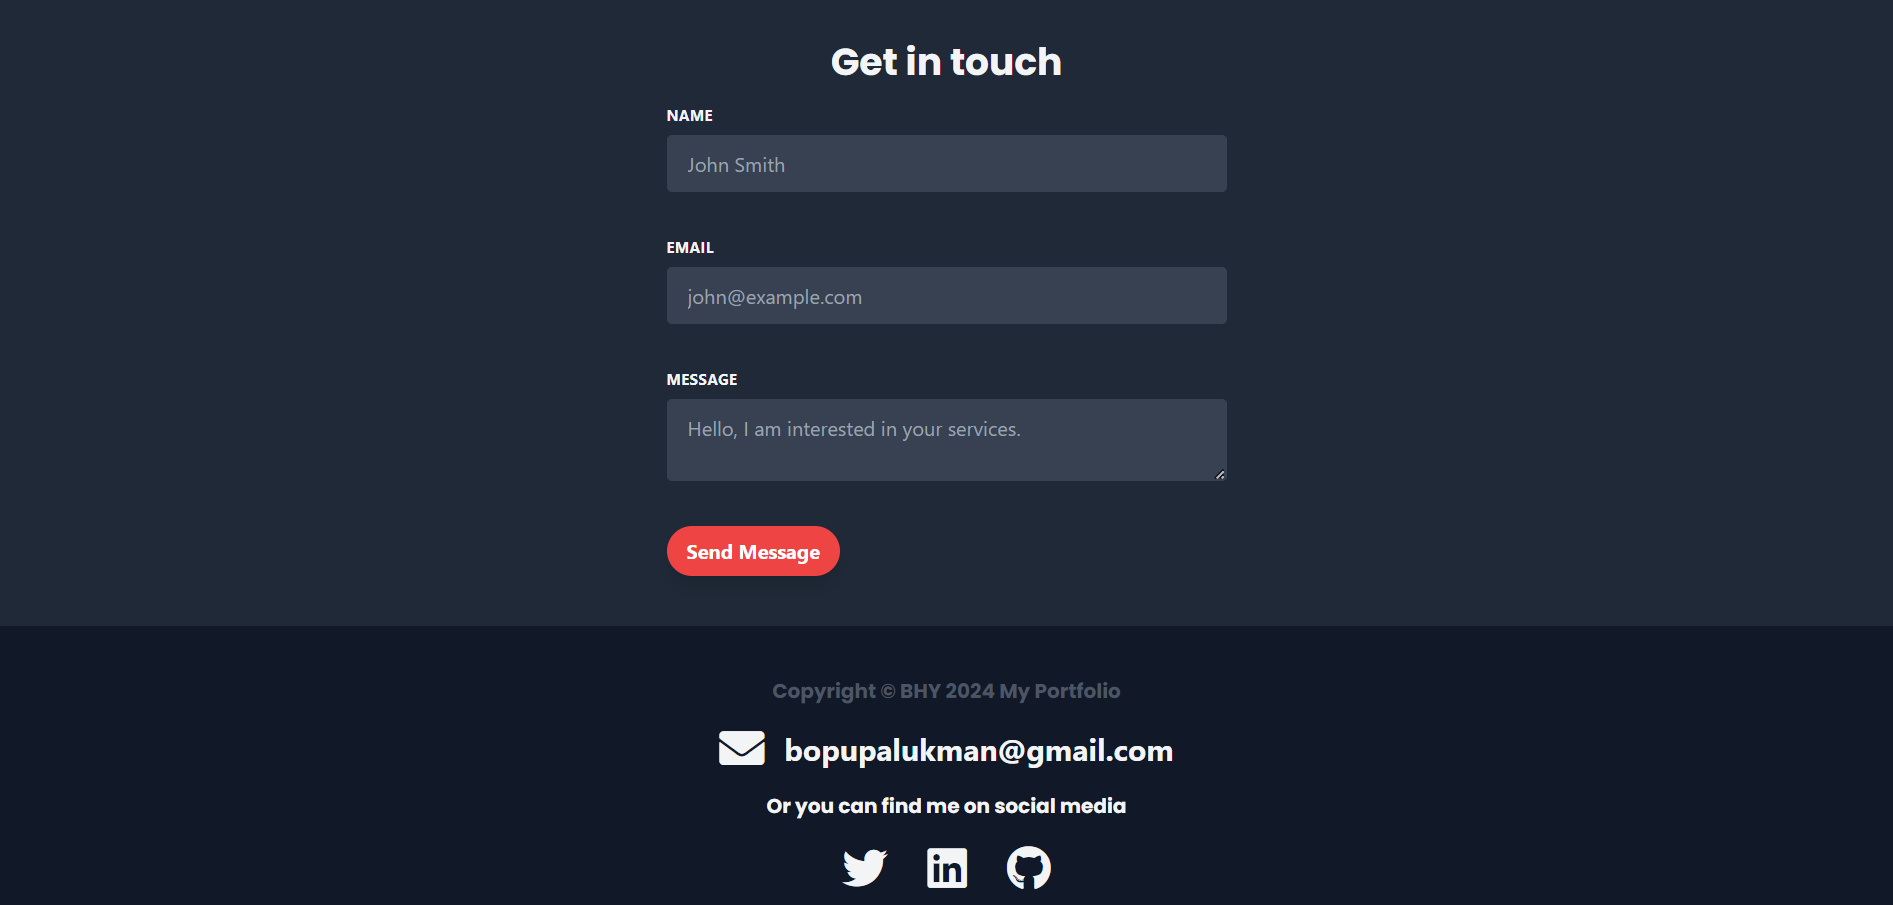 Get in touch
NAME
John Smith
EMAIL
john@example.com
MESSAGE
Hello, I am interested in your services.
Send Message
Copyright © BHY 2024 My Portfolio
bopupalukman@gmail.com
Or you can find me on social media